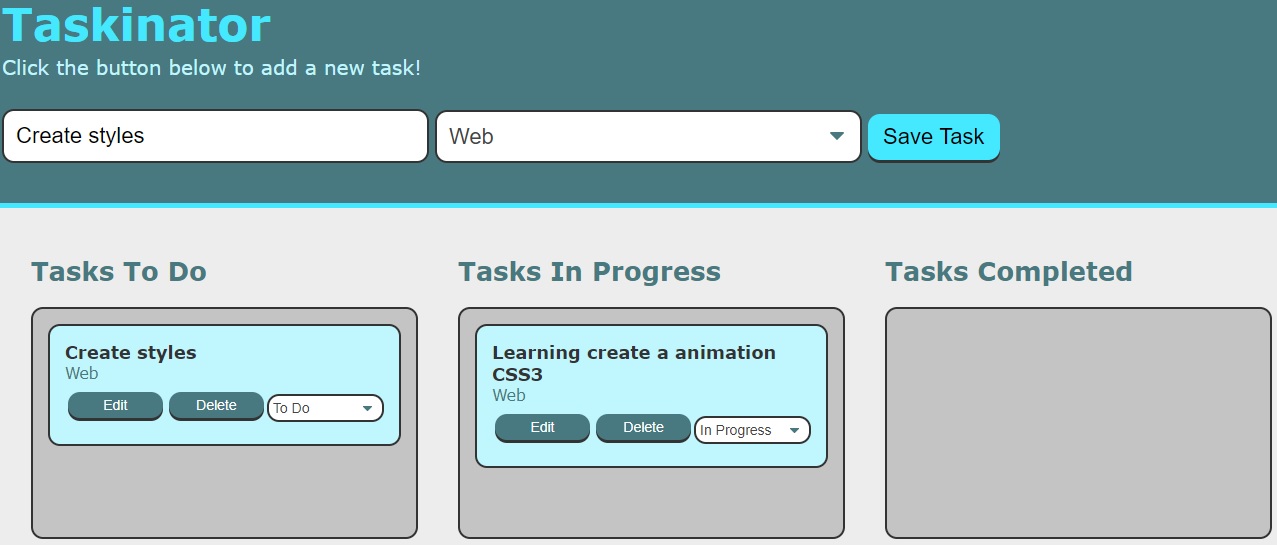 Taskinator
Click the button below to add a new task!
Create styles
Web
Save Task
Tasks To Do
Create styles
Web
Edit
Delete
To Do
Tasks In Progress
Learning create a animation
CSS3
Web
Edit
Delete
In Progress
Tasks Completed